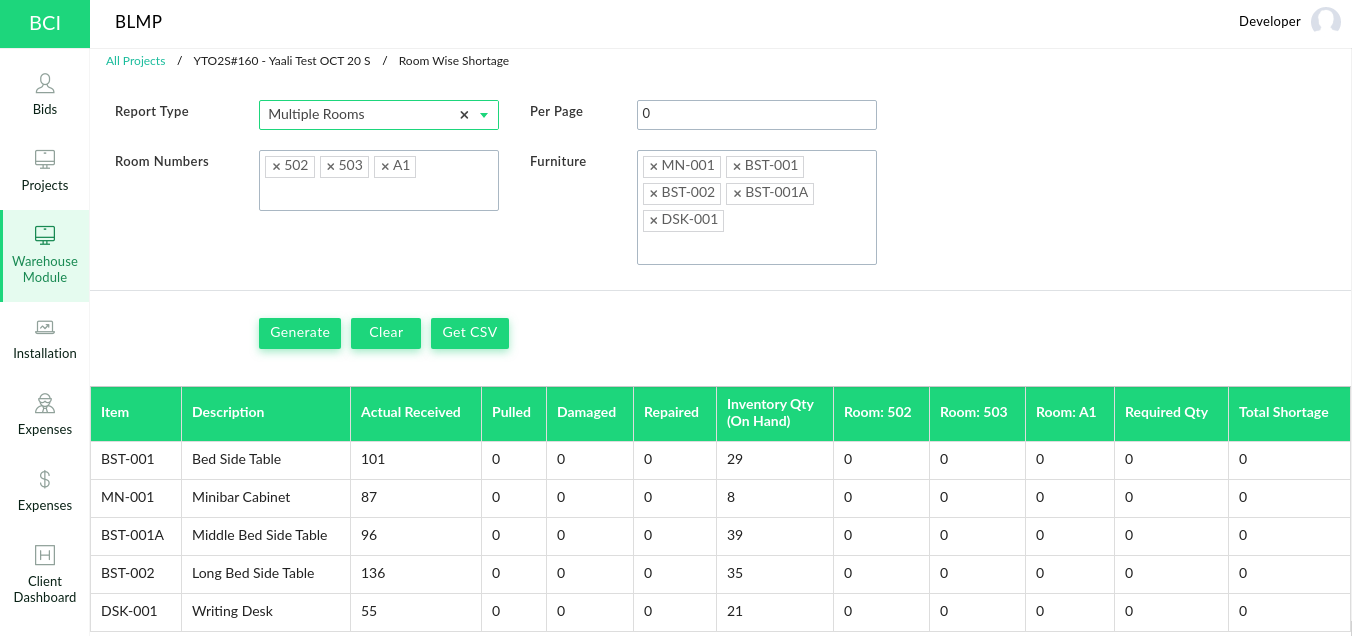 BCI
BLMP
Developer
All Projects / YTO2S#160 - Yaali Test OCT 20 S / Room Wise Shortage
Bids
Projects
Warehouse
Module
Installation
Expenses
Expenses
Client
Dashboard
Report Type
Multiple Rooms × 
Per Page
0
Room Numbers
× 502 × 503 × A1
Furniture
× MN-001 × BST-001
× BST-002 × BST-001A
× DSK-001
Generate Clear Get CSV
Item Description Actual Received Pulled Damaged Repaired Inventory Qty (On Hand) Room: 502 Room: 503 Room: A1 Required Qty Total Shortage
BST-001 Bed Side Table 101 0 0 0 29 0 0 0 0 0
MN-001 Minibar Cabinet 87 0 0 0 8 0 0 0 0 0
BST-001A Middle Bed Side Table 96 0 0 0 39 0 0 0 0 0
BST-002 Long Bed Side Table 136 0 0 0 35 0 0 0 0 0
DSK-001 Writing Desk 55 0 0 0 21 0 0 0 0 0